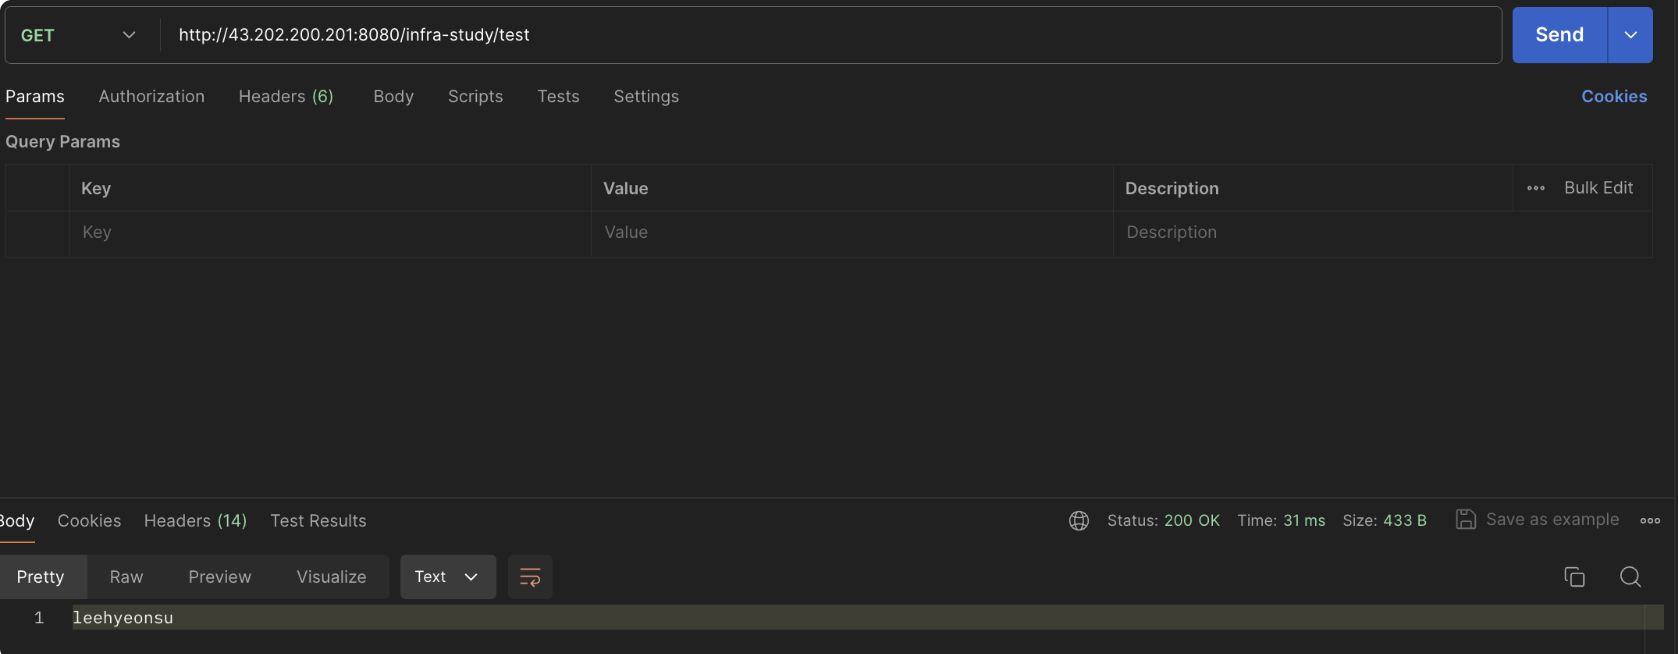 GET http://43.202.200.201:8080/infra-study/test Send
Params Authorization Headers (6) Body Scripts Tests Settings Cookies
Query Params
Key Value Description Bulk Edit
Key Value Description
Body Cookies Headers (14) Test Results Status: 200 OK Time: 31 ms Size: 433 B Save as example
Pretty Raw Preview Visualize Text
1 leehyeonsu